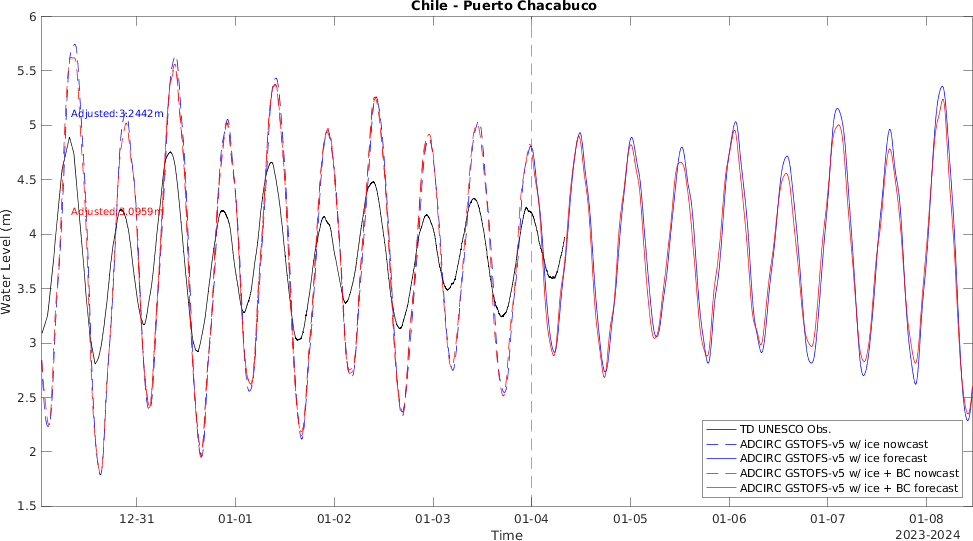 Chile - Puerto Chacabuco
6
5.5
5
4.5
4
3.5
3
2.5
2
1.5
Water Level (m)
Adjusted:3.2442m
Adjusted:3.0959m
TD UNESCO Obs.
ADCIRC GSTOFS-v5 w/ ice nowcast
ADCIRC GSTOFS-v5 w/ ice forecast
ADCIRC GSTOFS-v5 w/ ice + BC nowcast
ADCIRC GSTOFS-v5 w/ ice + BC forecast
12-31 01-01 01-02 01-03 01-04 01-05 01-06 01-07 01-08
Time
2023-2024